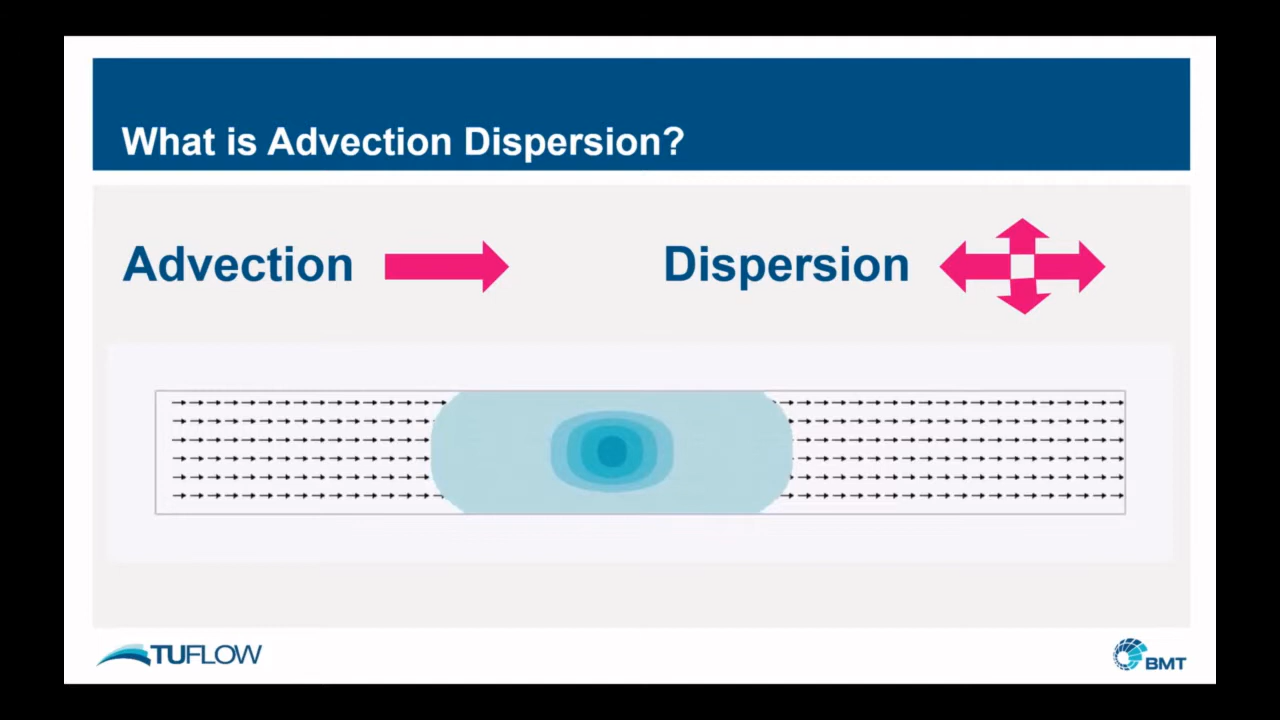 What is Advection Dispersion?
Advection
Dispersion
TUFLOW
BMT